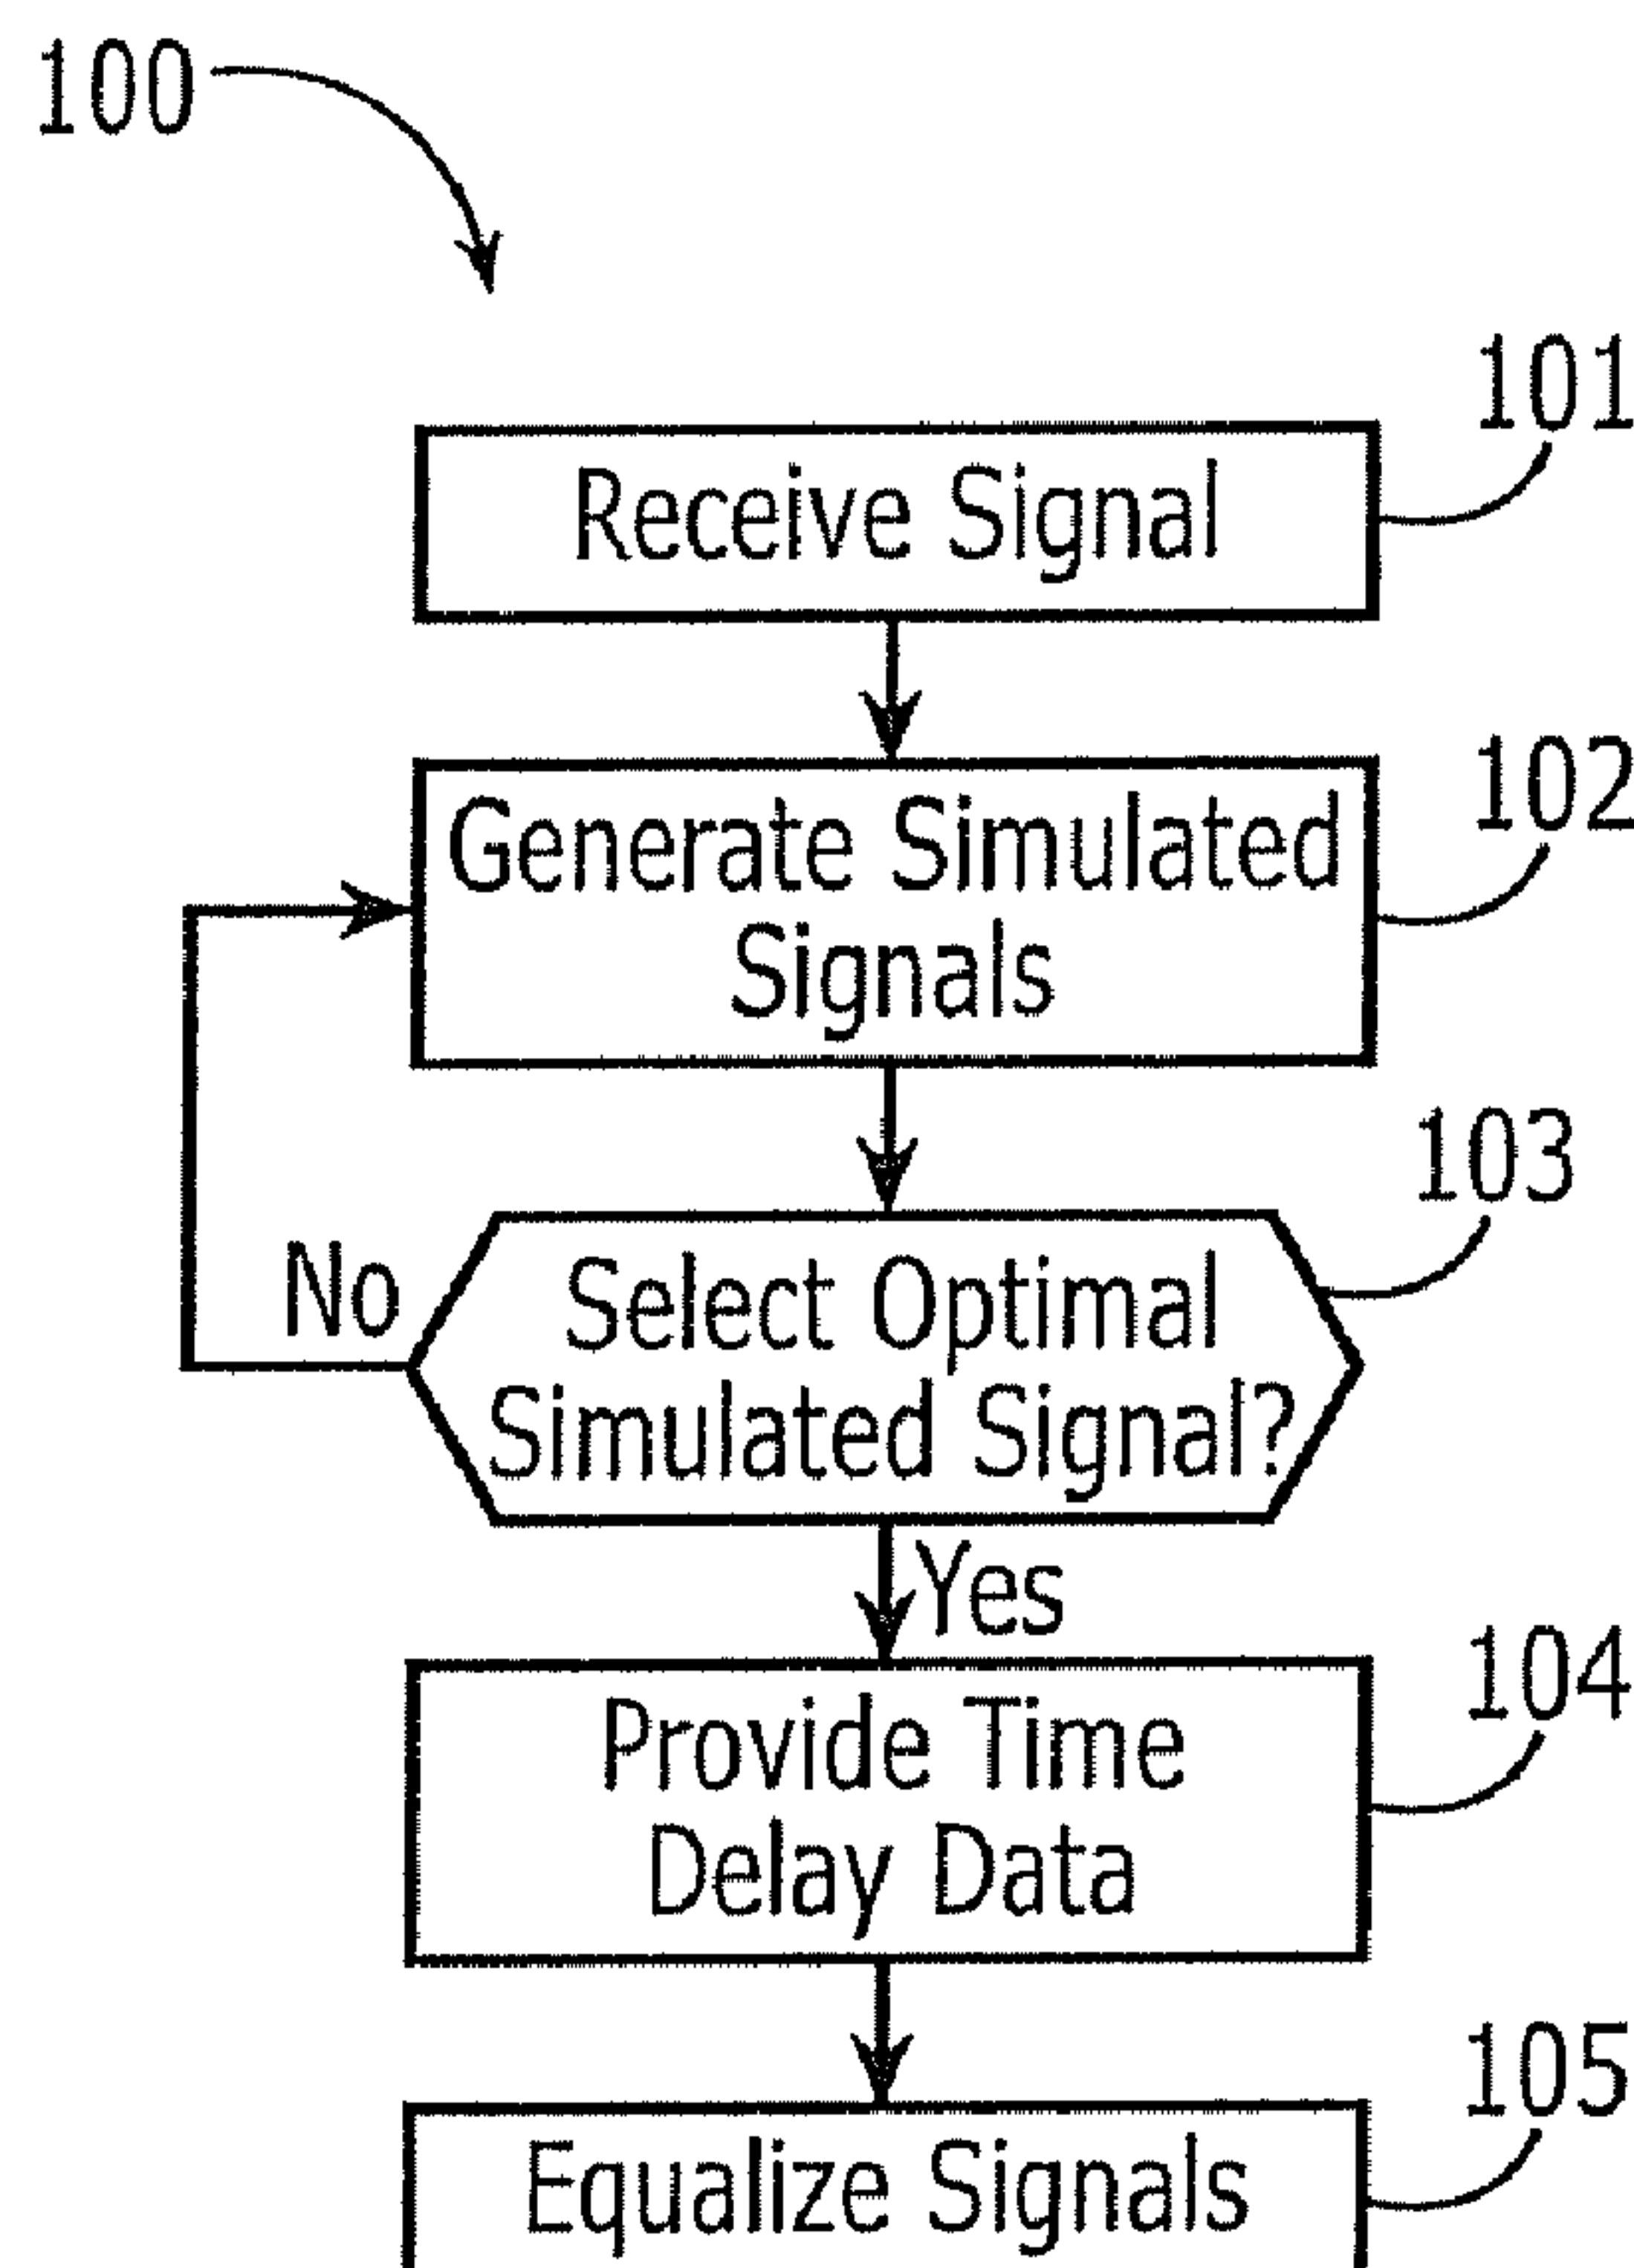 100
101
Receive Signal
102
Generate Simulated
Signals
103
No
Select Optimal
Simulated Signal?
Yes
104
Provide Time
Delay Data
105
Equalize Signals